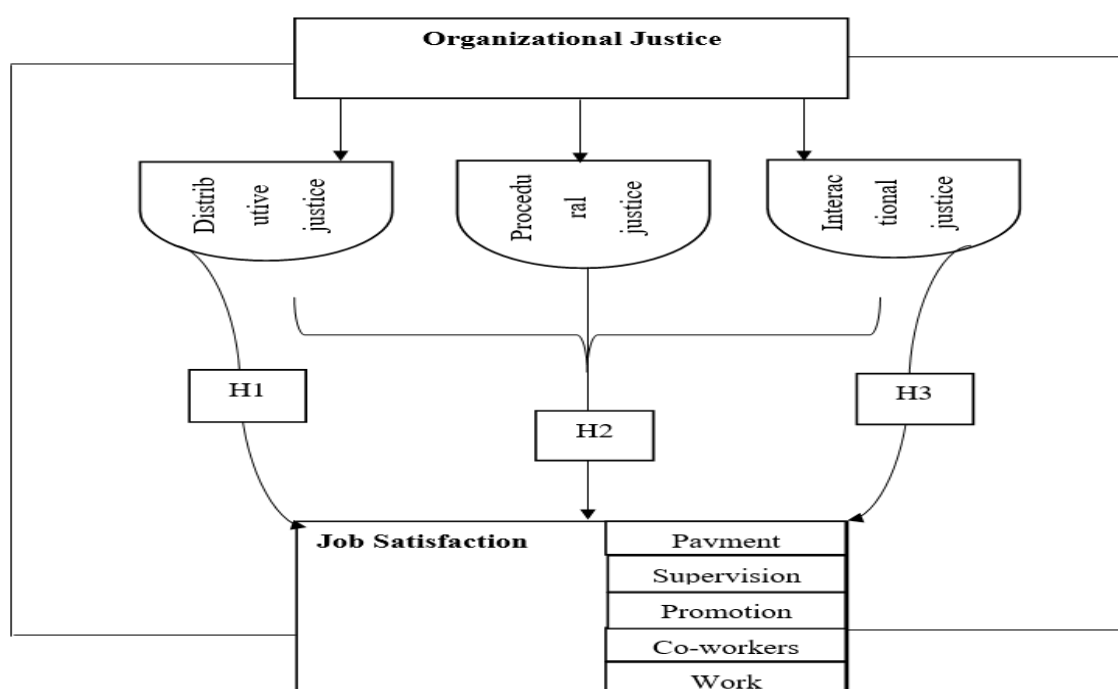 Organizational Justice
Distrib
utive
justice
Procedu
ral
justice
Interac
tional
justice
H1
H2
H3
Job Satisfaction
Payment
Supervision
Promotion
Co-workers
Work